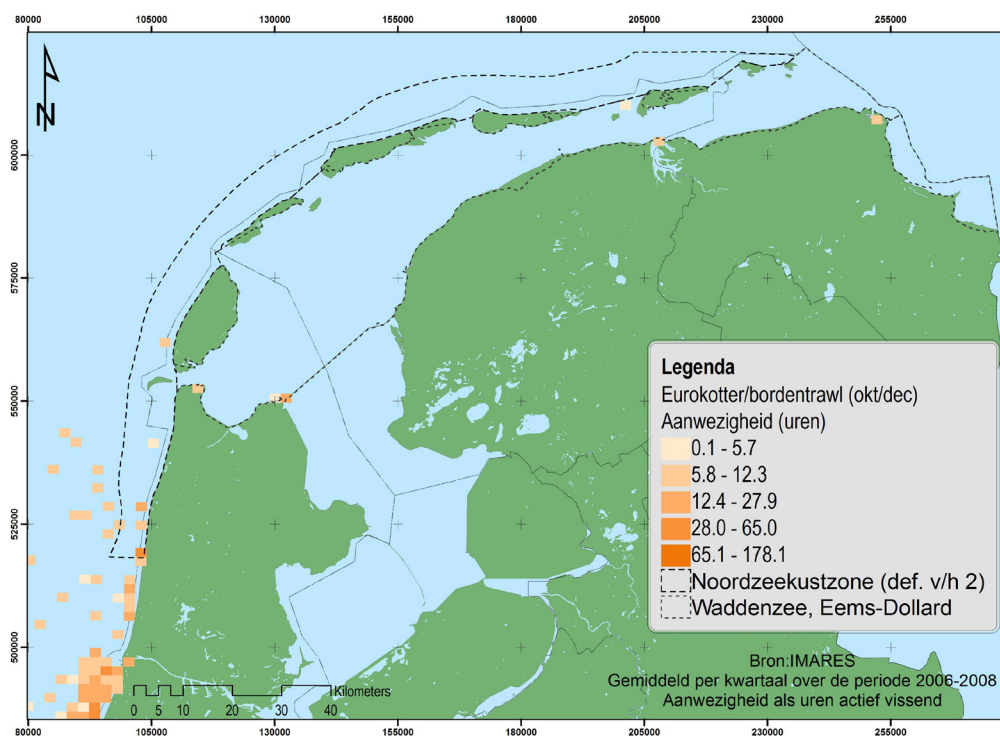 80000 105000 130000 155000 180000 205000 230000 255000
N
600000
575000
550000
525000
500000
Legenda
Eurokotter/bordentrawl (okt/dec)
Aanwezigheid (uren)
0.1 - 5.7
5.8 - 12.3
12.4 - 27.9
28.0 - 65.0
65.1 - 178.1
Noordzeekustzone (def. v/h 2)
Waddenzee, Eems-Dollard
Bron:IMARES
Gemiddeld per kwartaal over de periode 2006-2008
Aanwezigheid als uren actief vissend
Kilometers
0 5 10 20 30 40
80000 105000 130000 155000 180000 205000 230000 255000